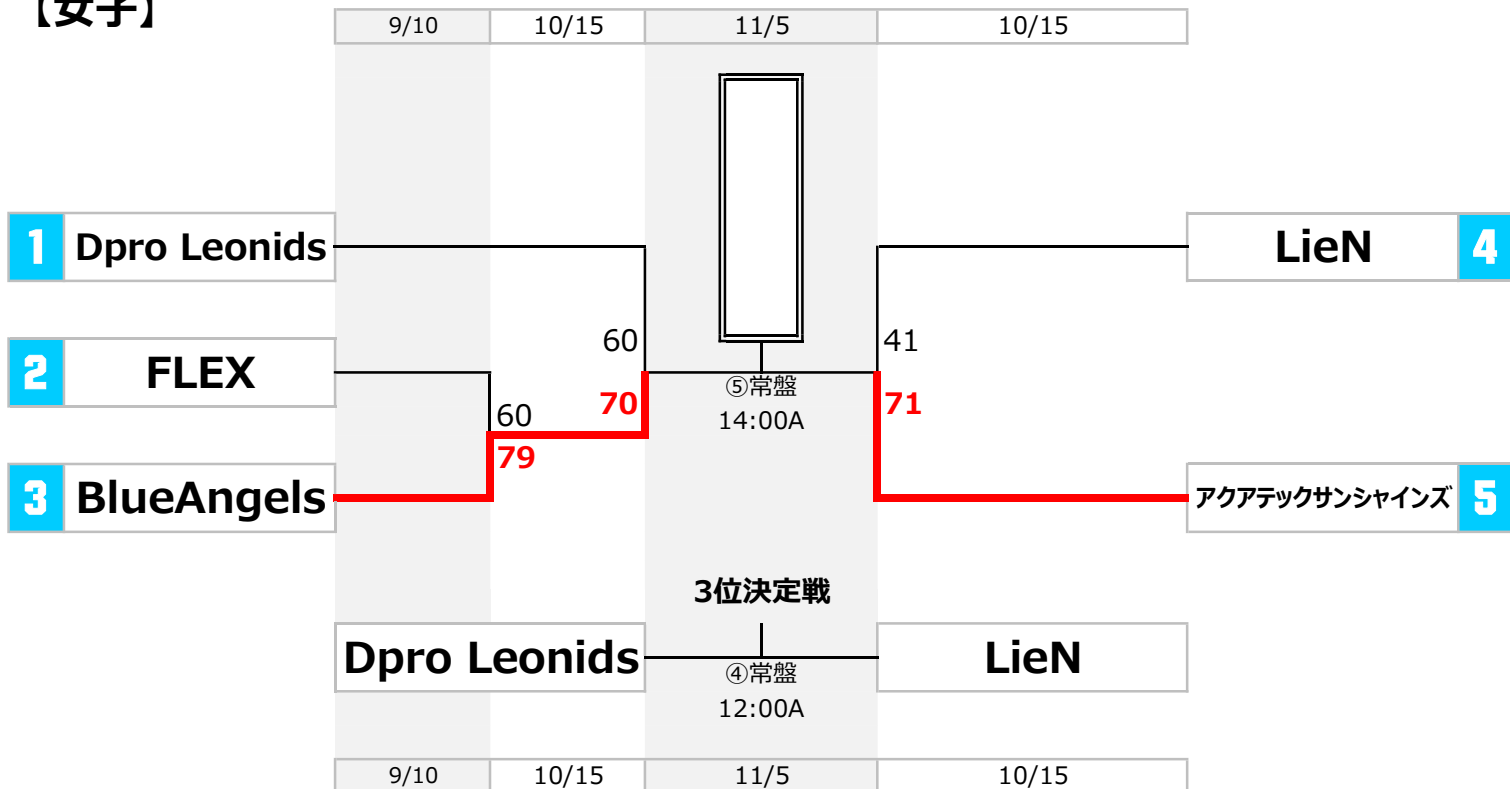 【女子】
9/10 10/15 11/5 10/15
1 Dpro Leonids
LieN 4
60 41
2 FLEX
⑤常盤
60 70 71
14:00A
79
3 BlueAngels
アクアテックサンシャインズ 5
3位決定戦
Dpro Leonids LieN
④常盤
12:00A
9/10 10/15 11/5 10/15